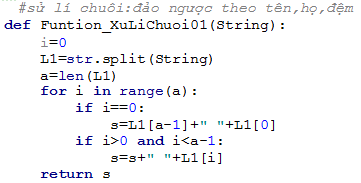 #sử lí chuỗi:đảo ngược theo tên,họ,đệm
def Funtion_XuLiChuoi01(String):
    i=0
    L1=str.split(String)
    a=len(L1)
    for i in range(a):
        if i==0:
            s=L1[a-1]+" "+L1[0]
        if i>0 and i<a-1:
            s=s+" "+L1[i]
    return s